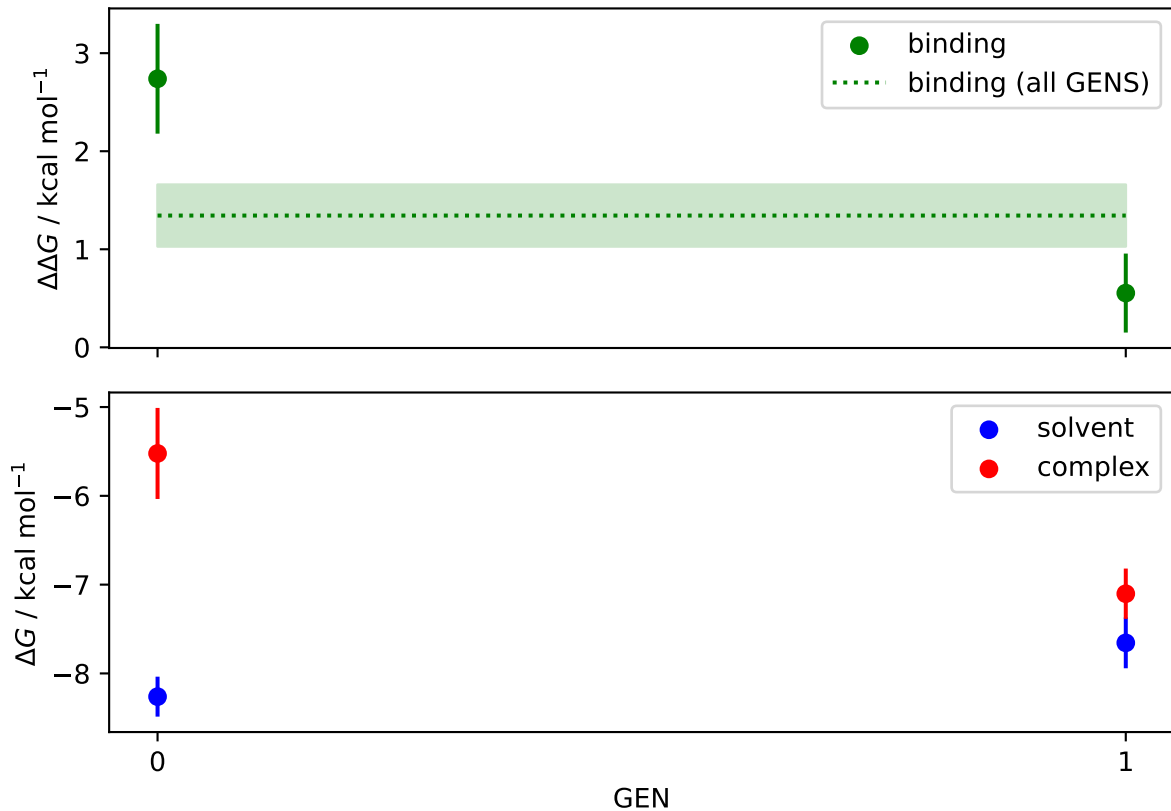 3
2
1
0
ΔΔG / kcal mol⁻¹
binding
binding (all GENS)
−5
−6
−7
−8
ΔG / kcal mol⁻¹
solvent
complex
0
1
GEN